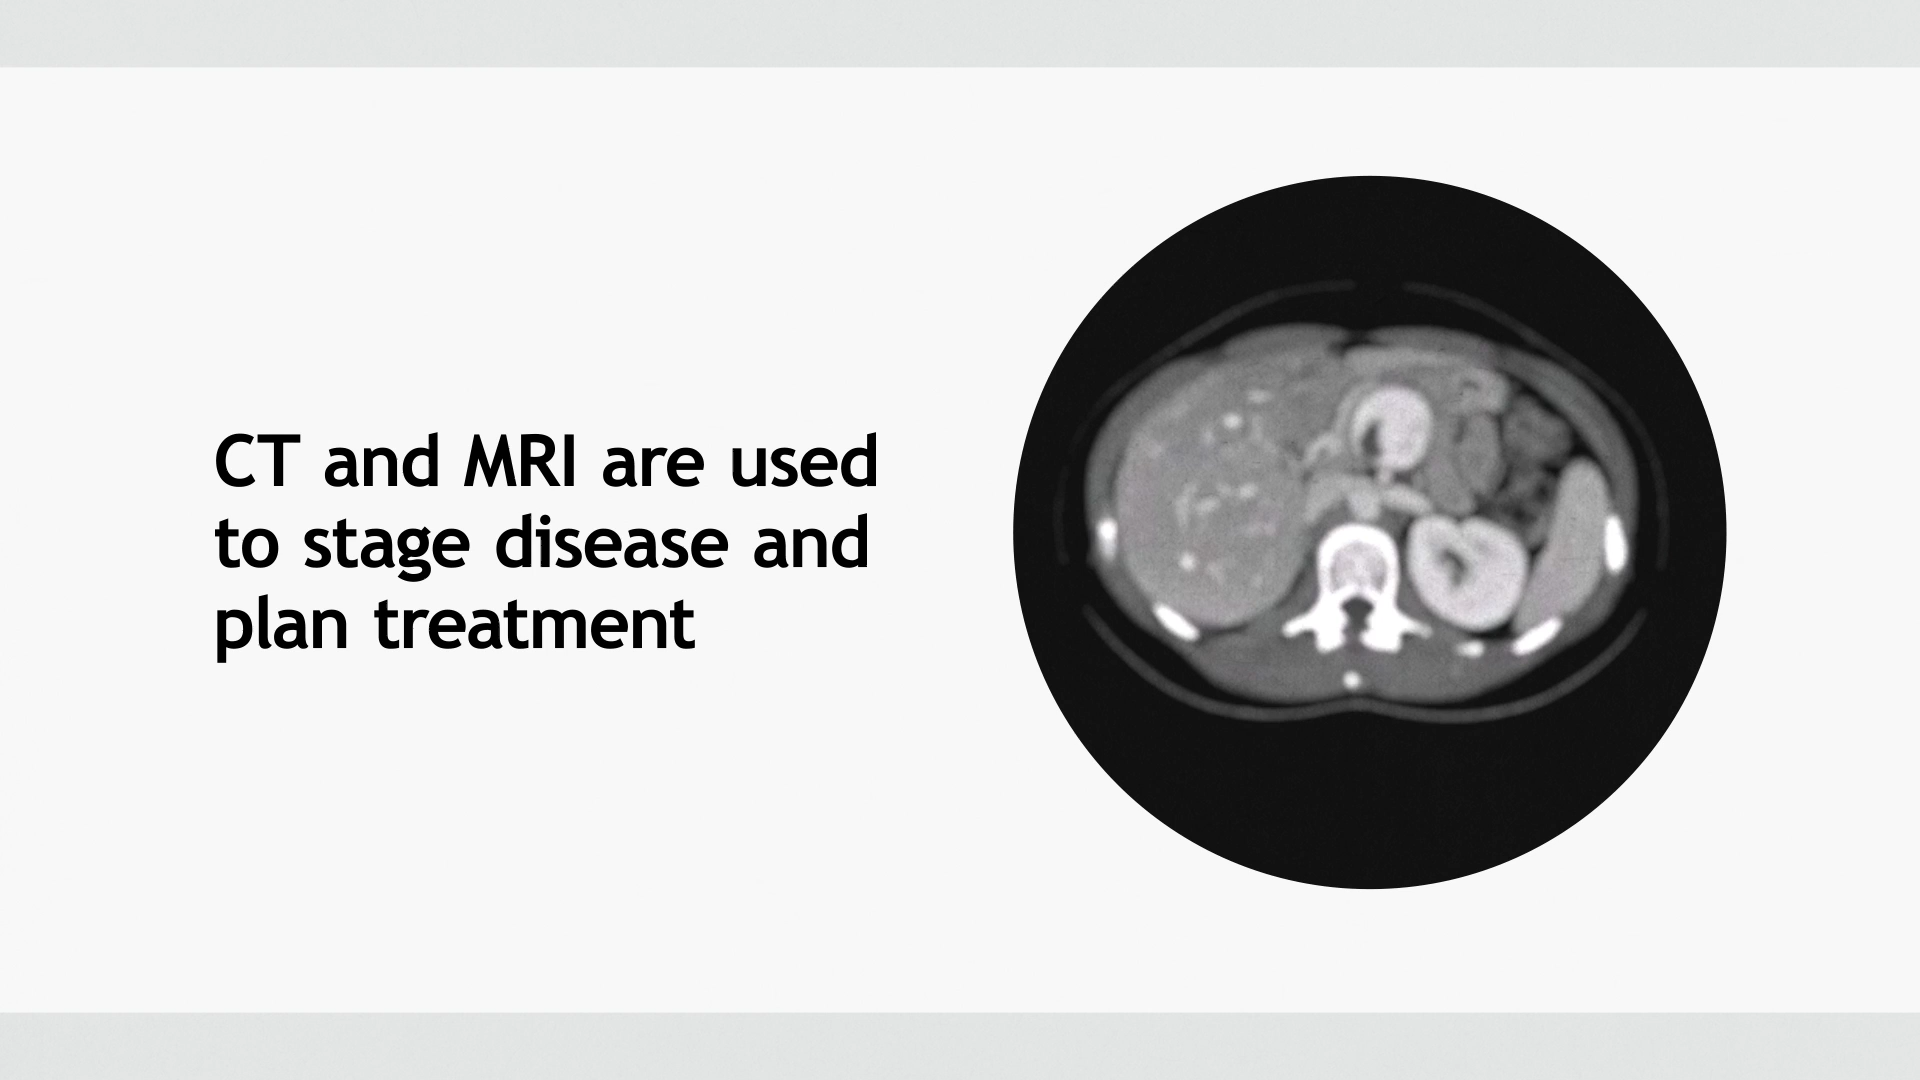 CT and MRI are used
to stage disease and
plan treatment